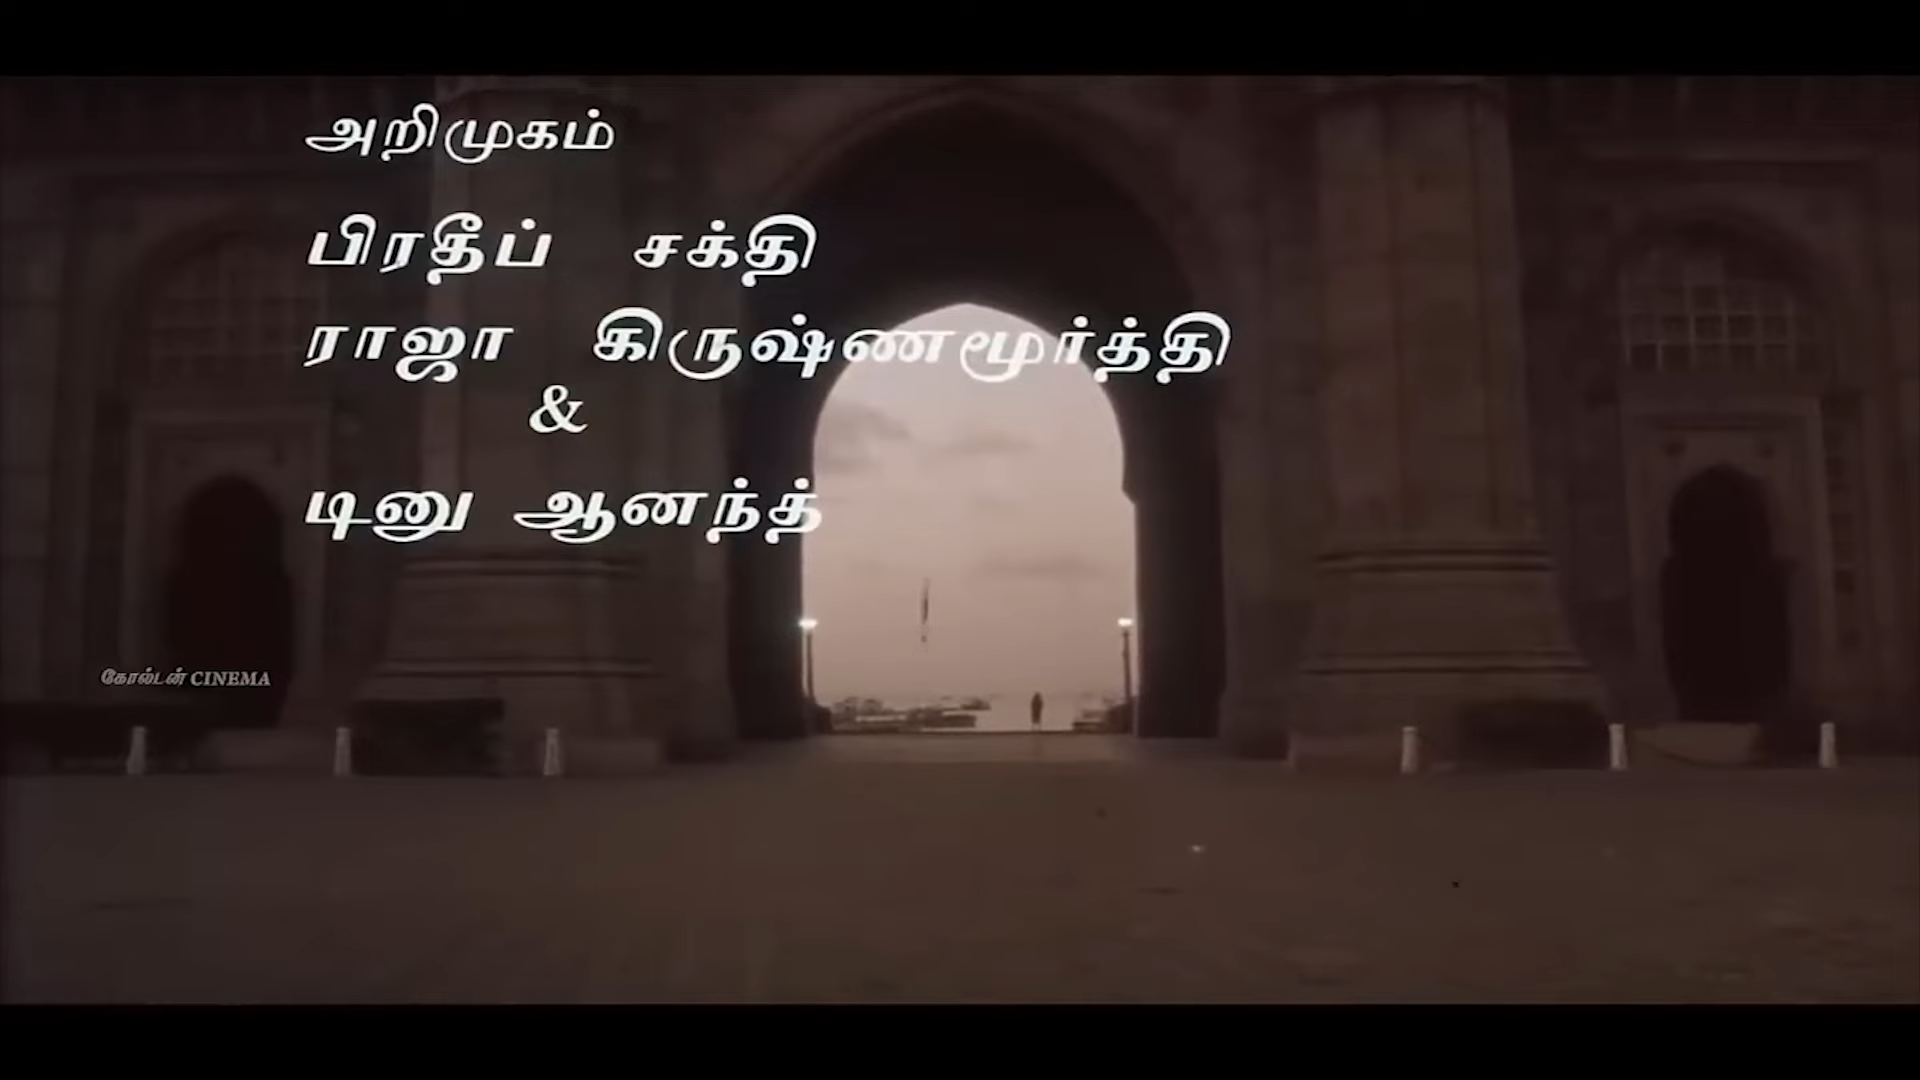 அறிமுகம்
பிரதீப் சக்தி
ராஜா கிருஷ்ணமூர்த்தி
&
டினு ஆனந்த்
கோல்டன் CINEMA